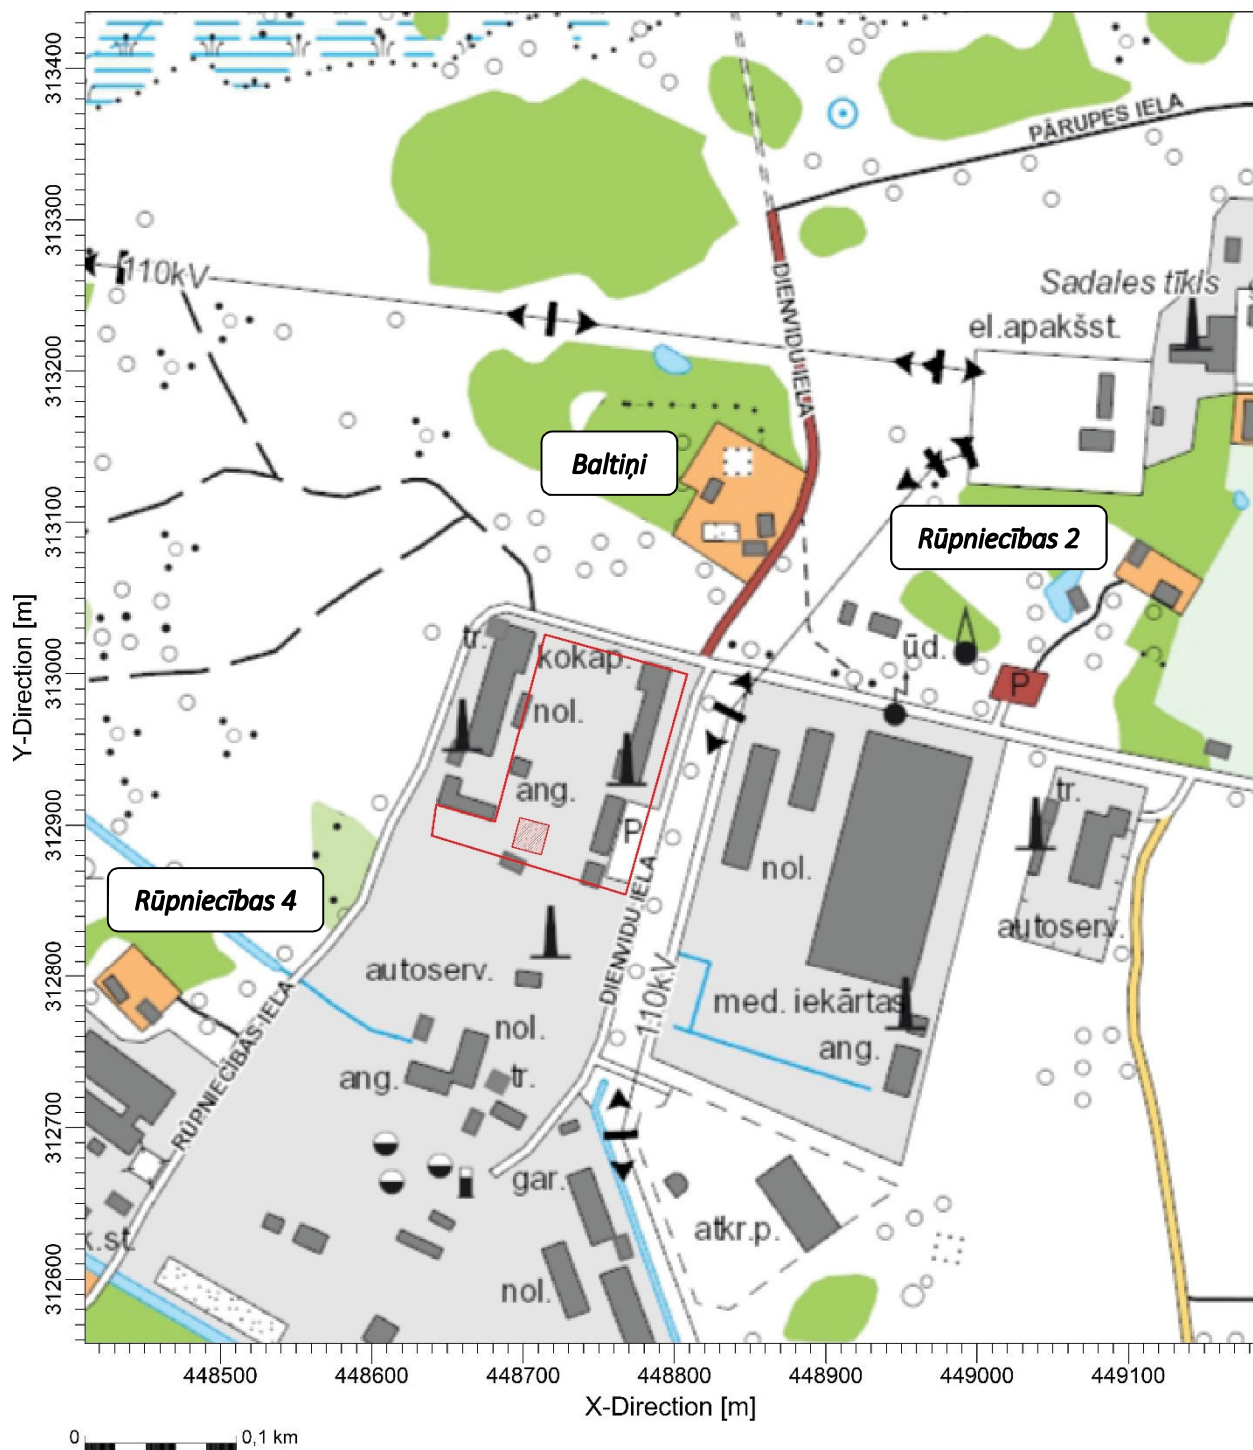 313400
313300
313200
313100
313000
312900
312800
312700
312600
Y-Direction [m]
PĀRUPES IELA
110kV
DIENVIDU IELA
Sadales tīkls
el.apakšst.
Baltiņi
Rūpniecības 2
tr.
kokap.
ūd.
P
nol.
ang.
P
nol.
tr.
Rūpniecības 4
autoserv.
autoserv.
DIENVIDU IELA
110kV
med. iekārtas
nol.
ang.
ang.
tr.
RŪPNIECĪBAS IELA
gar.
atkr.p.
k.st.
nol.
448500 448600 448700 448800 448900 449000 449100
X-Direction [m]
0 0,1 km